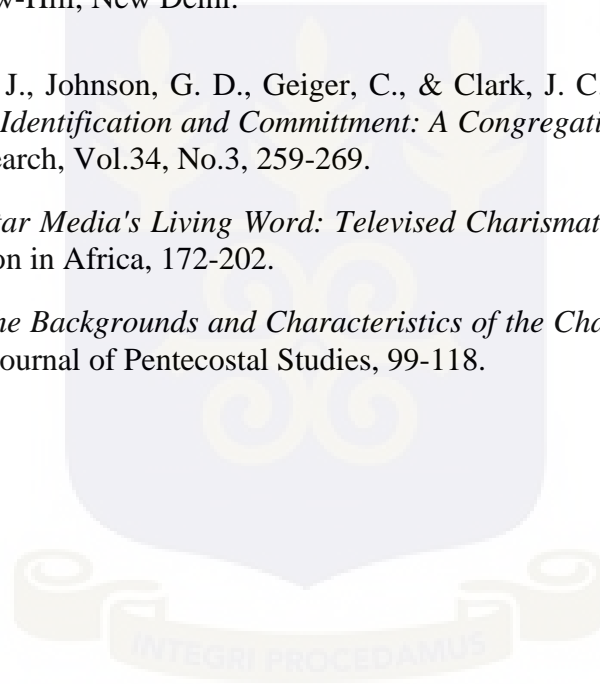 w-Hill, New Delhi.
J., Johnson, G. D., Geiger, C., & Clark, J. C.
Identification and Committment: A Congregati
earch, Vol.34, No.3, 259-269.
tar Media's Living Word: Televised Charismat
on in Africa, 172-202.
ne Backgrounds and Characteristics of the Cha
ournal of Pentecostal Studies, 99-118.
INTEGRI PROCEDAMUS